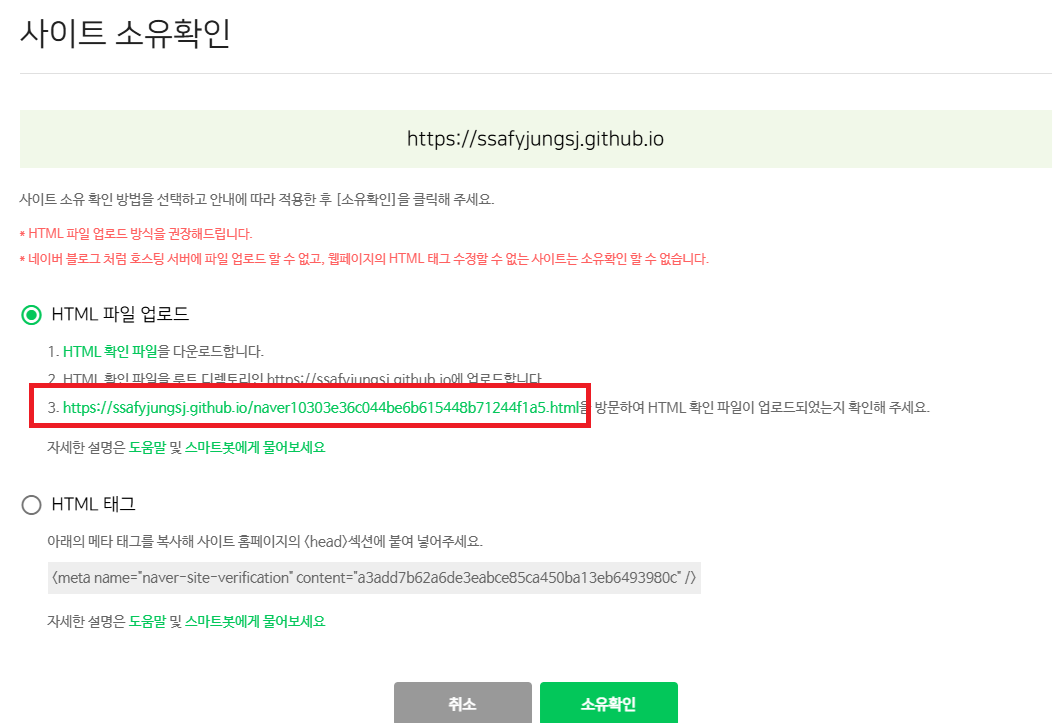 사이트 소유확인
https://ssafyjungsj.github.io
사이트 소유 확인 방법을 선택하고 안내에 따라 적용한 후 [소유확인]을 클릭해 주세요.
* HTML 파일 업로드 방식을 권장해드립니다.
* 네이버 블로그 처럼 호스팅 서버에 파일 업로드 할 수 없고, 웹페이지의 HTML 태그 수정할 수 없는 사이트는 소유확인 할 수 없습니다.
HTML 파일 업로드
1. HTML 확인 파일을 다운로드합니다.
2. HTML 확인 파일을 루트 디렉토리인 https://ssafyjungsj.github.io에 업로드합니다.
3. https://ssafyjungsj.github.io/naver10303e36c044be6b615448b71244f1a5.html을 방문하여 HTML 확인 파일이 업로드되었는지 확인해 주세요.
자세한 설명은 도움말 및 스마트봇에게 물어보세요
HTML 태그
아래의 메타 태그를 복사해 사이트 홈페이지의 <head>섹션에 붙여 넣어주세요.
<meta name="naver-site-verification" content="a3add7b62a6de3eabce85ca450ba13eb6493980c" />
자세한 설명은 도움말 및 스마트봇에게 물어보세요
취소
소유확인